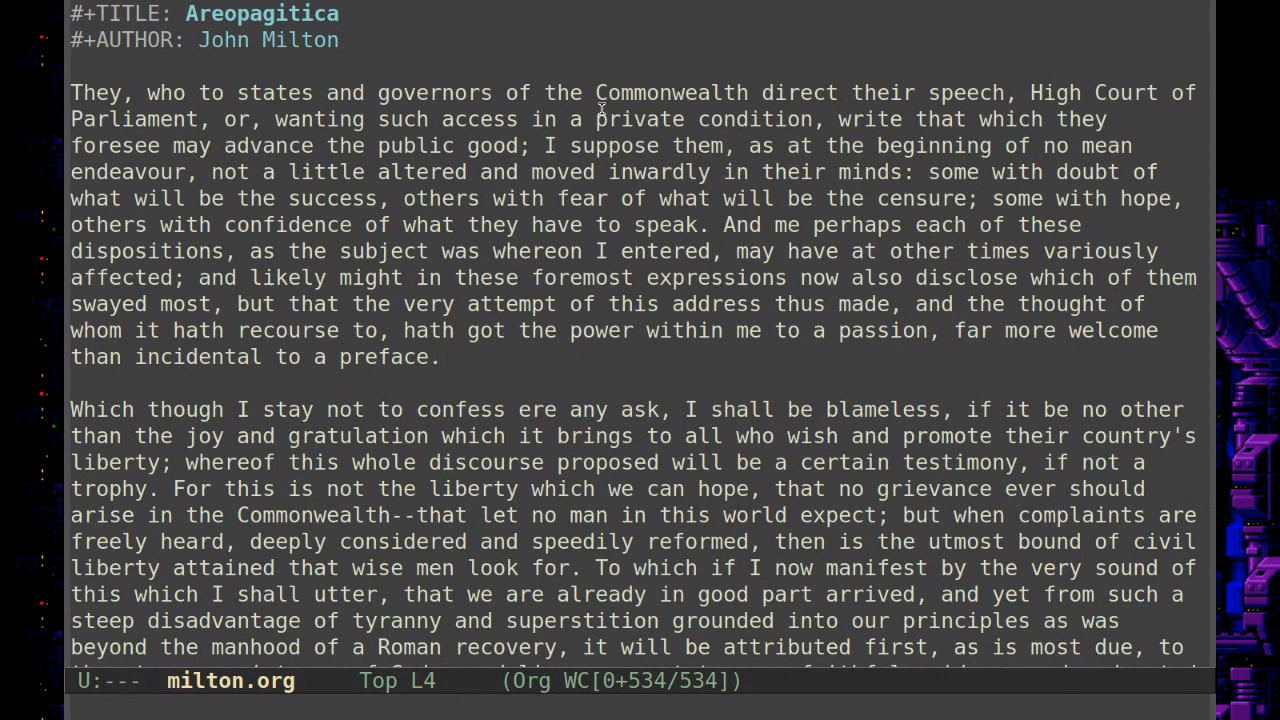 #+TITLE: Areopagitica
#+AUTHOR: John Milton
They, who to states and governors of the Commonwealth direct their speech, High Court of
Parliament, or, wanting such access in a private condition, write that which they
foresee may advance the public good; I suppose them, as at the beginning of no mean
endeavour, not a little altered and moved inwardly in their minds: some with doubt of
what will be the success, others with fear of what will be the censure; some with hope,
others with confidence of what they have to speak. And me perhaps each of these
dispositions, as the subject was whereon I entered, may have at other times variously
affected; and likely might in these foremost expressions now also disclose which of them
swayed most, but that the very attempt of this address thus made, and the thought of
whom it hath recourse to, hath got the power within me to a passion, far more welcome
than incidental to a preface.
Which though I stay not to confess ere any ask, I shall be blameless, if it be no other
than the joy and gratulation which it brings to all who wish and promote their country's
liberty; whereof this whole discourse proposed will be a certain testimony, if not a
trophy. For this is not the liberty which we can hope, that no grievance ever should
arise in the Commonwealth--that let no man in this world expect; but when complaints are
freely heard, deeply considered and speedily reformed, then is the utmost bound of civil
liberty attained that wise men look for. To which if I now manifest by the very sound of
this which I shall utter, that we are already in good part arrived, and yet from such a
steep disadvantage of tyranny and superstition grounded into our principles as was
beyond the manhood of a Roman recovery, it will be attributed first, as is most due, to
U:--- milton.org Top L4 (Org WC[0+534/534])